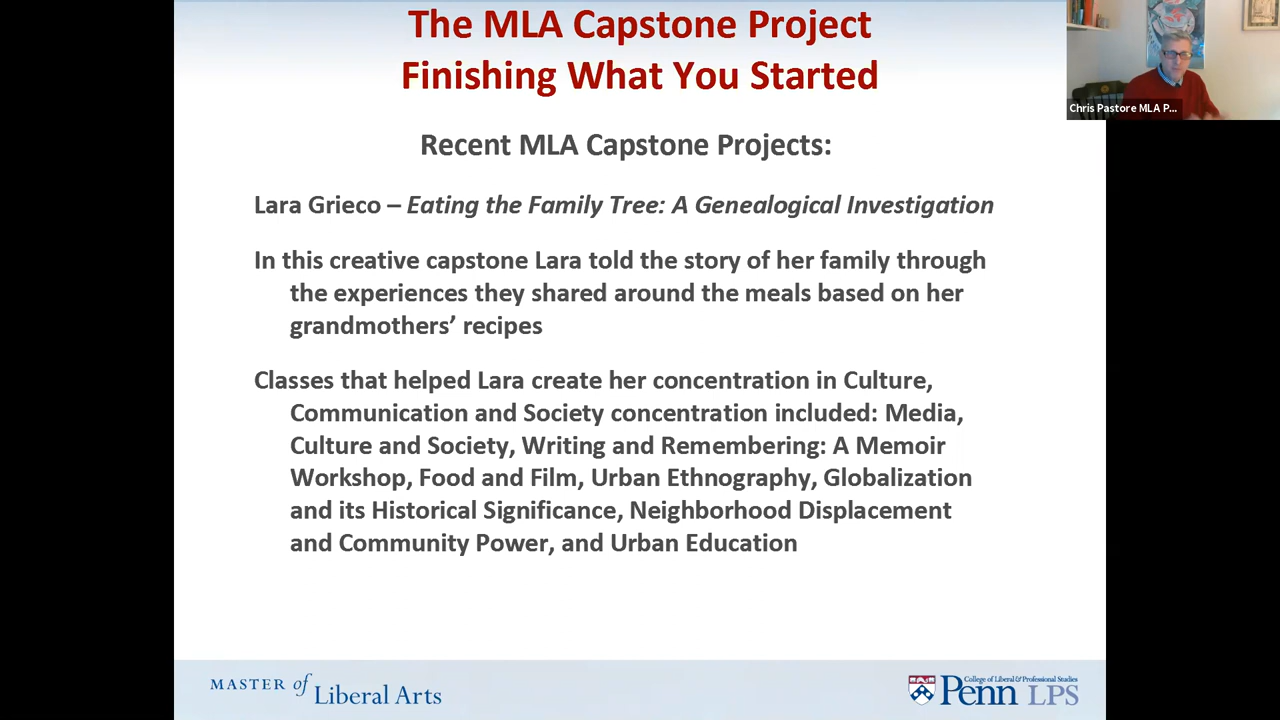 The MLA Capstone Project
Finishing What You Started
Chris Pastore MLA P...
Recent MLA Capstone Projects:
Lara Grieco – Eating the Family Tree: A Genealogical Investigation
In this creative capstone Lara told the story of her family through
the experiences they shared around the meals based on her
grandmothers’ recipes
Classes that helped Lara create her concentration in Culture,
Communication and Society concentration included: Media,
Culture and Society, Writing and Remembering: A Memoir
Workshop, Food and Film, Urban Ethnography, Globalization
and its Historical Significance, Neighborhood Displacement
and Community Power, and Urban Education
MASTER of Liberal Arts
College of Liberal & Professional Studies
Penn LPS